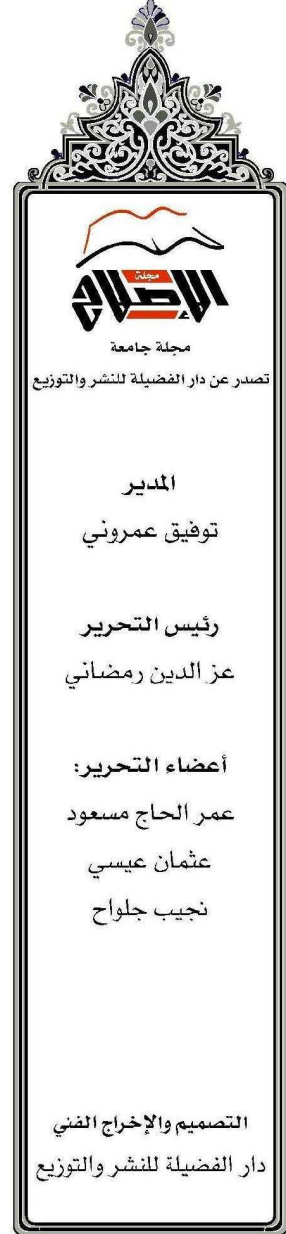 مجلة
الإصلاح
مجلة جامعة
تصدر عن دار الفضيلة للنشر والتوزيع
المدير
توفيق عمروني
رئيس التحرير
عز الدين رمضاني
أعضاء التحرير:
عمر الحاج مسعود
عثمان عيسي
نجيب جلواح
التصميم والإخراج الفني
دار الفضيلة للنشر والتوزيع